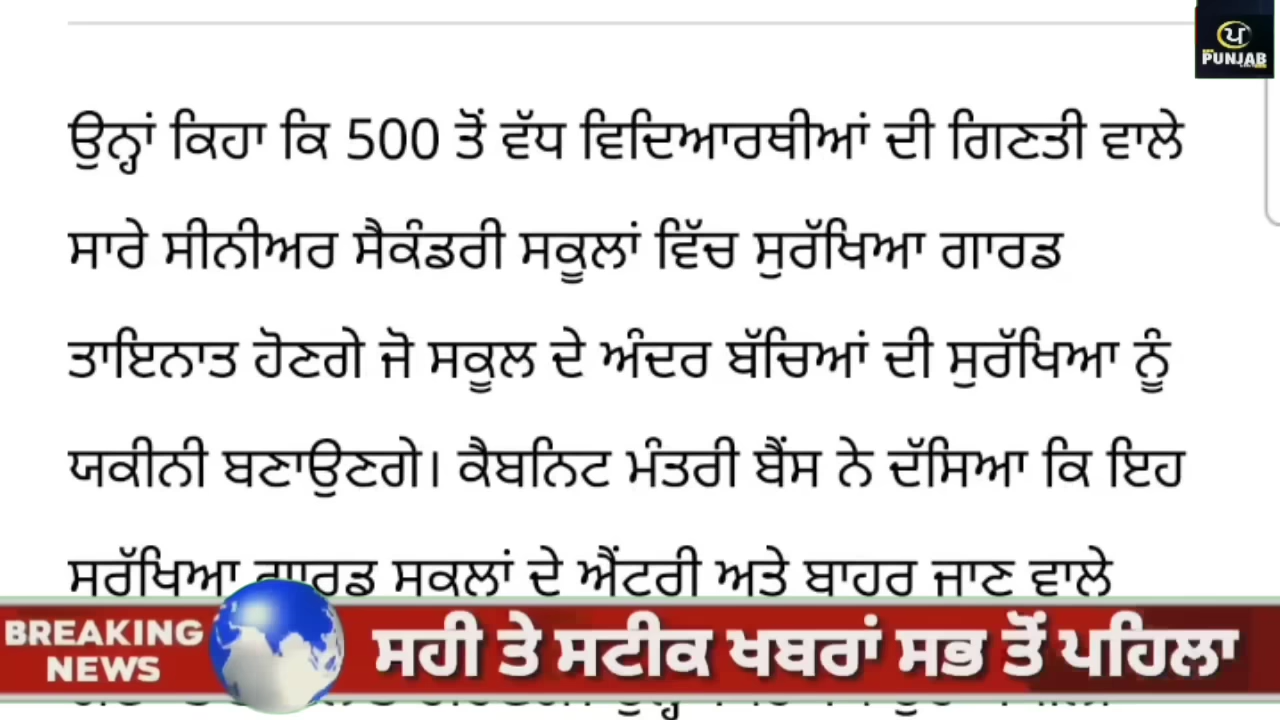 ਪ
PUNJAB
ਉਨ੍ਹਾਂ ਕਿਹਾ ਕਿ 500 ਤੋਂ ਵੱਧ ਵਿਦਿਆਰਥੀਆਂ ਦੀ ਗਿਣਤੀ ਵਾਲੇ
ਸਾਰੇ ਸੀਨੀਅਰ ਸੈਕੰਡਰੀ ਸਕੂਲਾਂ ਵਿੱਚ ਸੁਰੱਖਿਆ ਗਾਰਡ
ਤਾਇਨਾਤ ਹੋਣਗੇ ਜੋ ਸਕੂਲ ਦੇ ਅੰਦਰ ਬੱਚਿਆਂ ਦੀ ਸੁਰੱਖਿਆ ਨੂੰ
ਯਕੀਨੀ ਬਣਾਉਣਗੇ। ਕੈਬਨਿਟ ਮੰਤਰੀ ਬੈਂਸ ਨੇ ਦੱਸਿਆ ਕਿ ਇਹ
ਸੁਰੱਖਿਆ ਗਾਰਡ ਸਕੂਲਾਂ ਦੇ ਐਂਟਰੀ ਅਤੇ ਬਾਹਰ ਜਾਣ ਵਾਲੇ
BREAKING
NEWS
ਸਹੀ ਤੇ ਸਟੀਕ ਖਬਰਾਂ ਸਭ ਤੋਂ ਪਹਿਲਾ